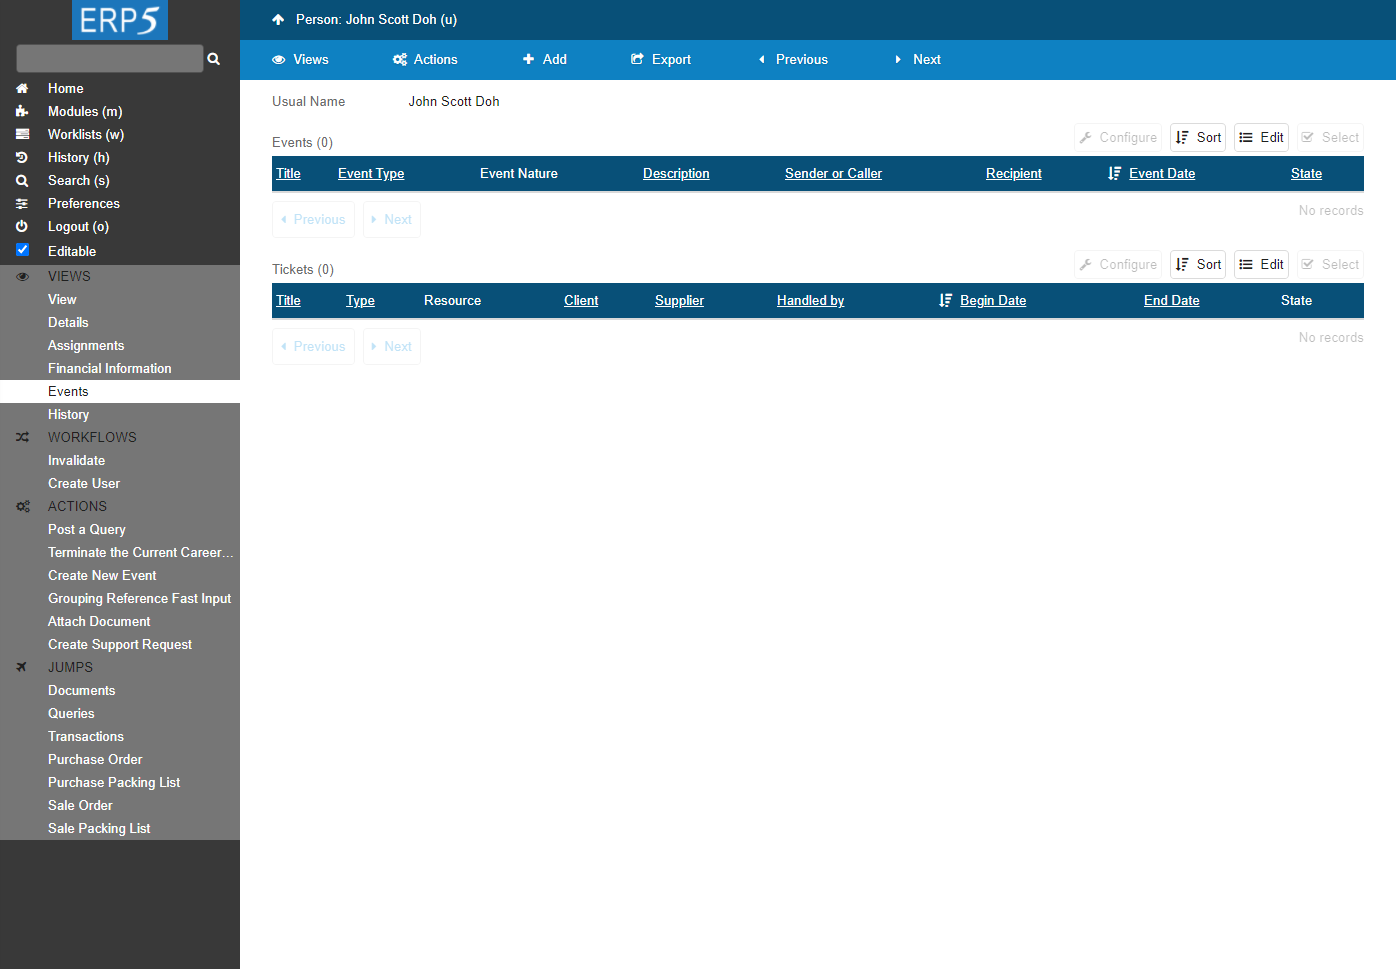 ERP5
Home
Modules (m)
Worklists (w)
History (h)
Search (s)
Preferences
Logout (o)
Editable
VIEWS
View
Details
Assignments
Financial Information
Events
History
WORKFLOWS
Invalidate
Create User
ACTIONS
Post a Query
Terminate the Current Career...
Create New Event
Grouping Reference Fast Input
Attach Document
Create Support Request
JUMPS
Documents
Queries
Transactions
Purchase Order
Purchase Packing List
Sale Order
Sale Packing List
Person: John Scott Doh (u)
Views Actions Add Export Previous Next
Usual Name John Scott Doh
Events (0) Configure Sort Edit Select
Title Event Type Event Nature Description Sender or Caller Recipient Event Date State
Previous Next No records
Tickets (0) Configure Sort Edit Select
Title Type Resource Client Supplier Handled by Begin Date End Date State
Previous Next No records